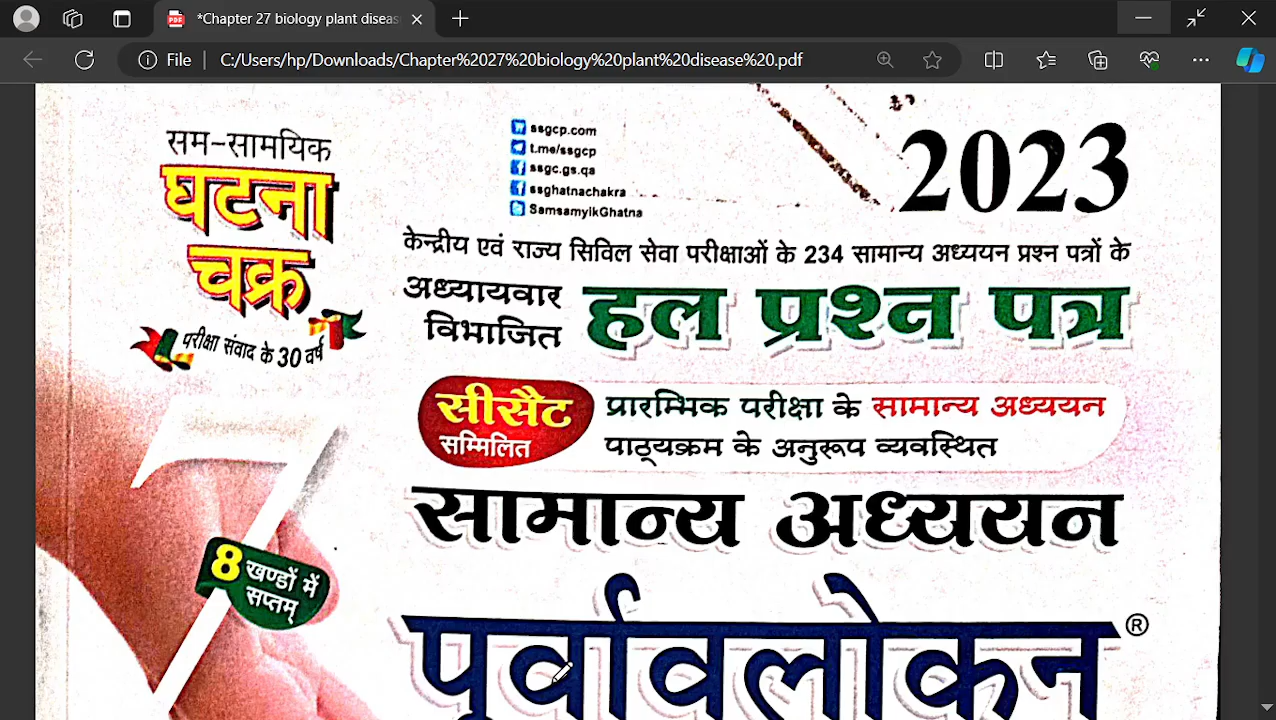 *Chapter 27 biology plant diseas
File
C:/Users/hp/Downloads/Chapter%2027%20biology%20plant%20disease%20.pdf
सम-सामयिक
घटना
चक्र
परीक्षा संवाद के 30 वर्ष
ssgcp.com
t.me/ssgcp
ssgc.gs.qa
ssghatnachakra
SamsamyikGhatna
2023
केन्द्रीय एवं राज्य सिविल सेवा परीक्षाओं के 234 सामान्य अध्ययन प्रश्न पत्रों के
अध्यायवार
विभाजित
हल प्रश्न पत्र
सीसैट
सम्मिलित
प्रारम्भिक परीक्षा के सामान्य अध्ययन
पाठ्यक्रम के अनुरूप व्यवस्थित
सामान्य अध्ययन
7
8 खण्डों में
सप्तम्
पूर्वावलोकन®